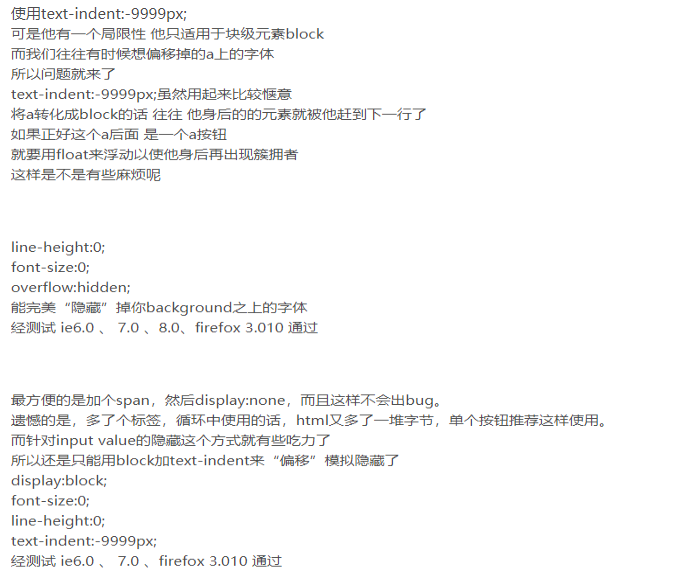 使用text-indent:-9999px;
可是他有一个局限性 他只适用于块级元素block
而我们往往有时候想偏移掉的a上的字体
所以问题就来了
text-indent:-9999px;虽然用起来比较惬意
将a转化成block的话 往往 他身后的的元素就被他赶到下一行了
如果正好这个a后面 是一个a按钮
就要用float来浮动以使他身后再出现簇拥者
这样是不是有些麻烦呢
line-height:0;
font-size:0;
overflow:hidden;
能完美“隐藏”掉你background之上的字体
经测试 ie6.0 、 7.0 、8.0、firefox 3.010 通过
最方便的是加个span，然后display:none，而且这样不会出bug。
遗憾的是，多了个标签，循环中使用的话，html又多了一堆字节，单个按钮推荐这样使用。
而针对input value的隐藏这个方式就有些吃力了
所以还是只能用block加text-indent来“偏移”模拟隐藏了
display:block;
font-size:0;
line-height:0;
text-indent:-9999px;
经测试 ie6.0 、 7.0 、firefox 3.010 通过